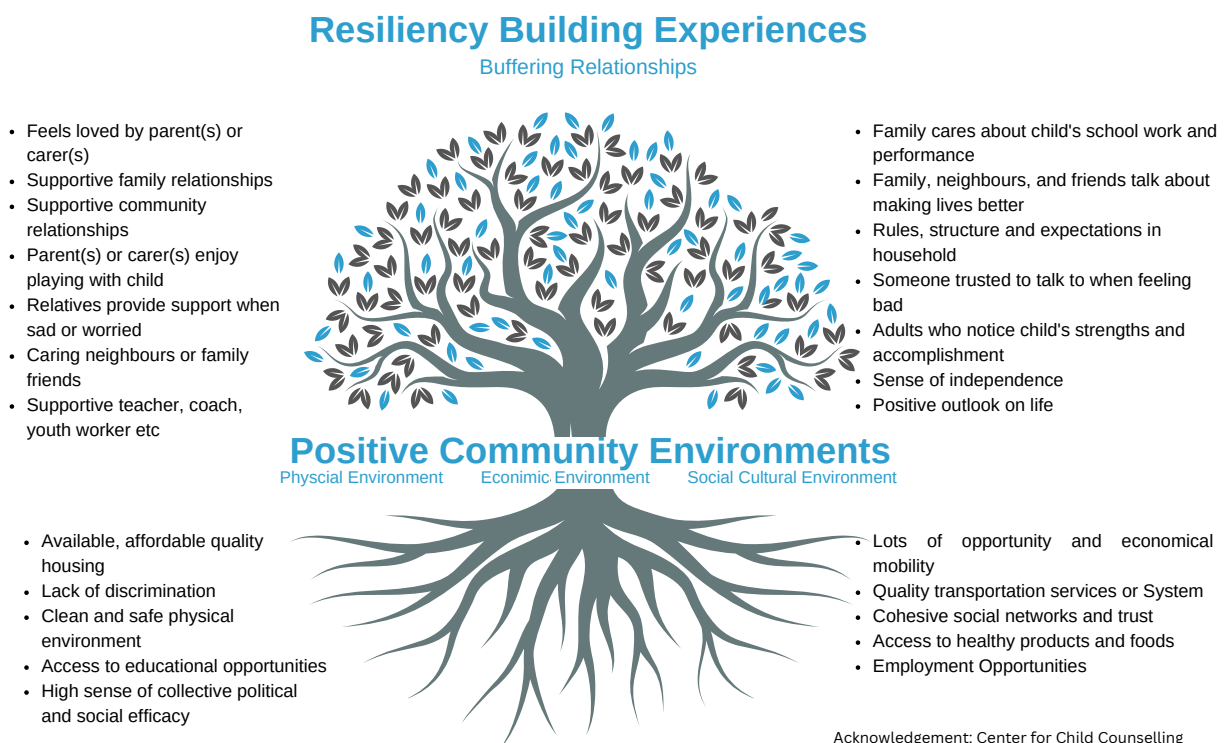 Resiliency Building Experiences
Buffering Relationships
• Feels loved by parent(s) or
carer(s)
• Supportive family relationships
• Supportive community
relationships
• Parent(s) or carer(s) enjoy
playing with child
• Relatives provide support when
sad or worried
• Caring neighbours or family
friends
• Supportive teacher, coach,
youth worker etc
• Family cares about child's school work and
performance
• Family, neighbours, and friends talk about
making lives better
• Rules, structure and expectations in
household
• Someone trusted to talk to when feeling
bad
• Adults who notice child's strengths and
accomplishment
• Sense of independence
• Positive outlook on life
Positive Community Environments
Physcial Environment Econimic Environment Social Cultural Environment
• Available, affordable quality
housing
• Lack of discrimination
• Clean and safe physical
environment
• Access to educational opportunities
• High sense of collective political
and social efficacy
• Lots of opportunity and economical
mobility
• Quality transportation services or System
• Cohesive social networks and trust
• Access to healthy products and foods
• Employment Opportunities
Acknowledgement: Center for Child Counselling